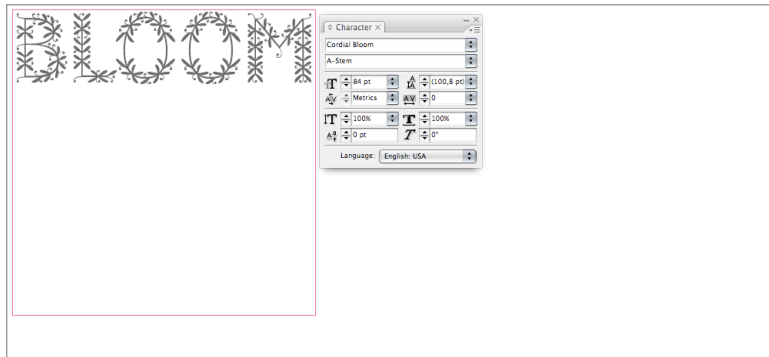 BLOOM
Character
Cordial Bloom
A-Stem
84 pt (100,8 pt)
Metrics 0
100% 100%
0 pt 0°
Language: English: USA